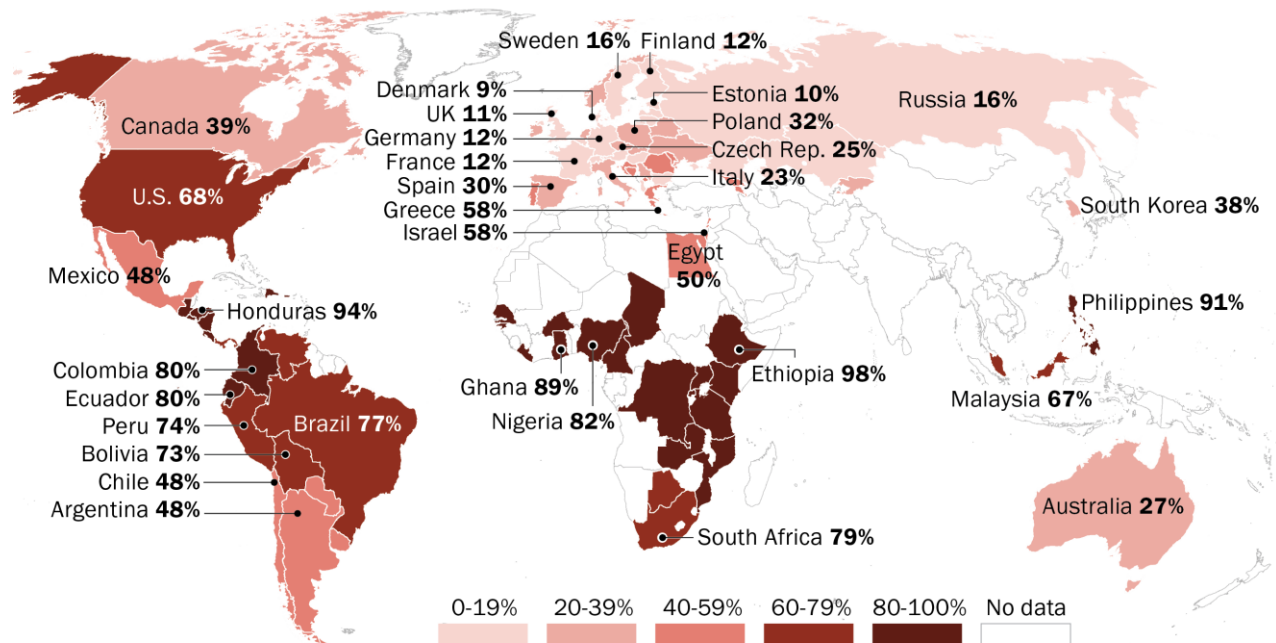 Sweden 16%
Finland 12%
Denmark 9%
Estonia 10%
Russia 16%
UK 11%
Poland 32%
Canada 39%
Germany 12%
Czech Rep. 25%
France 12%
Italy 23%
U.S. 68%
Spain 30%
Greece 58%
South Korea 38%
Israel 58%
Egypt
50%
Mexico 48%
Honduras 94%
Philippines 91%
Colombia 80%
Ethiopia 98%
Ghana 89%
Ecuador 80%
Malaysia 67%
Nigeria 82%
Peru 74%
Brazil 77%
Bolivia 73%
Chile 48%
Australia 27%
Argentina 48%
South Africa 79%
0-19%
20-39%
40-59%
60-79%
80-100%
No data